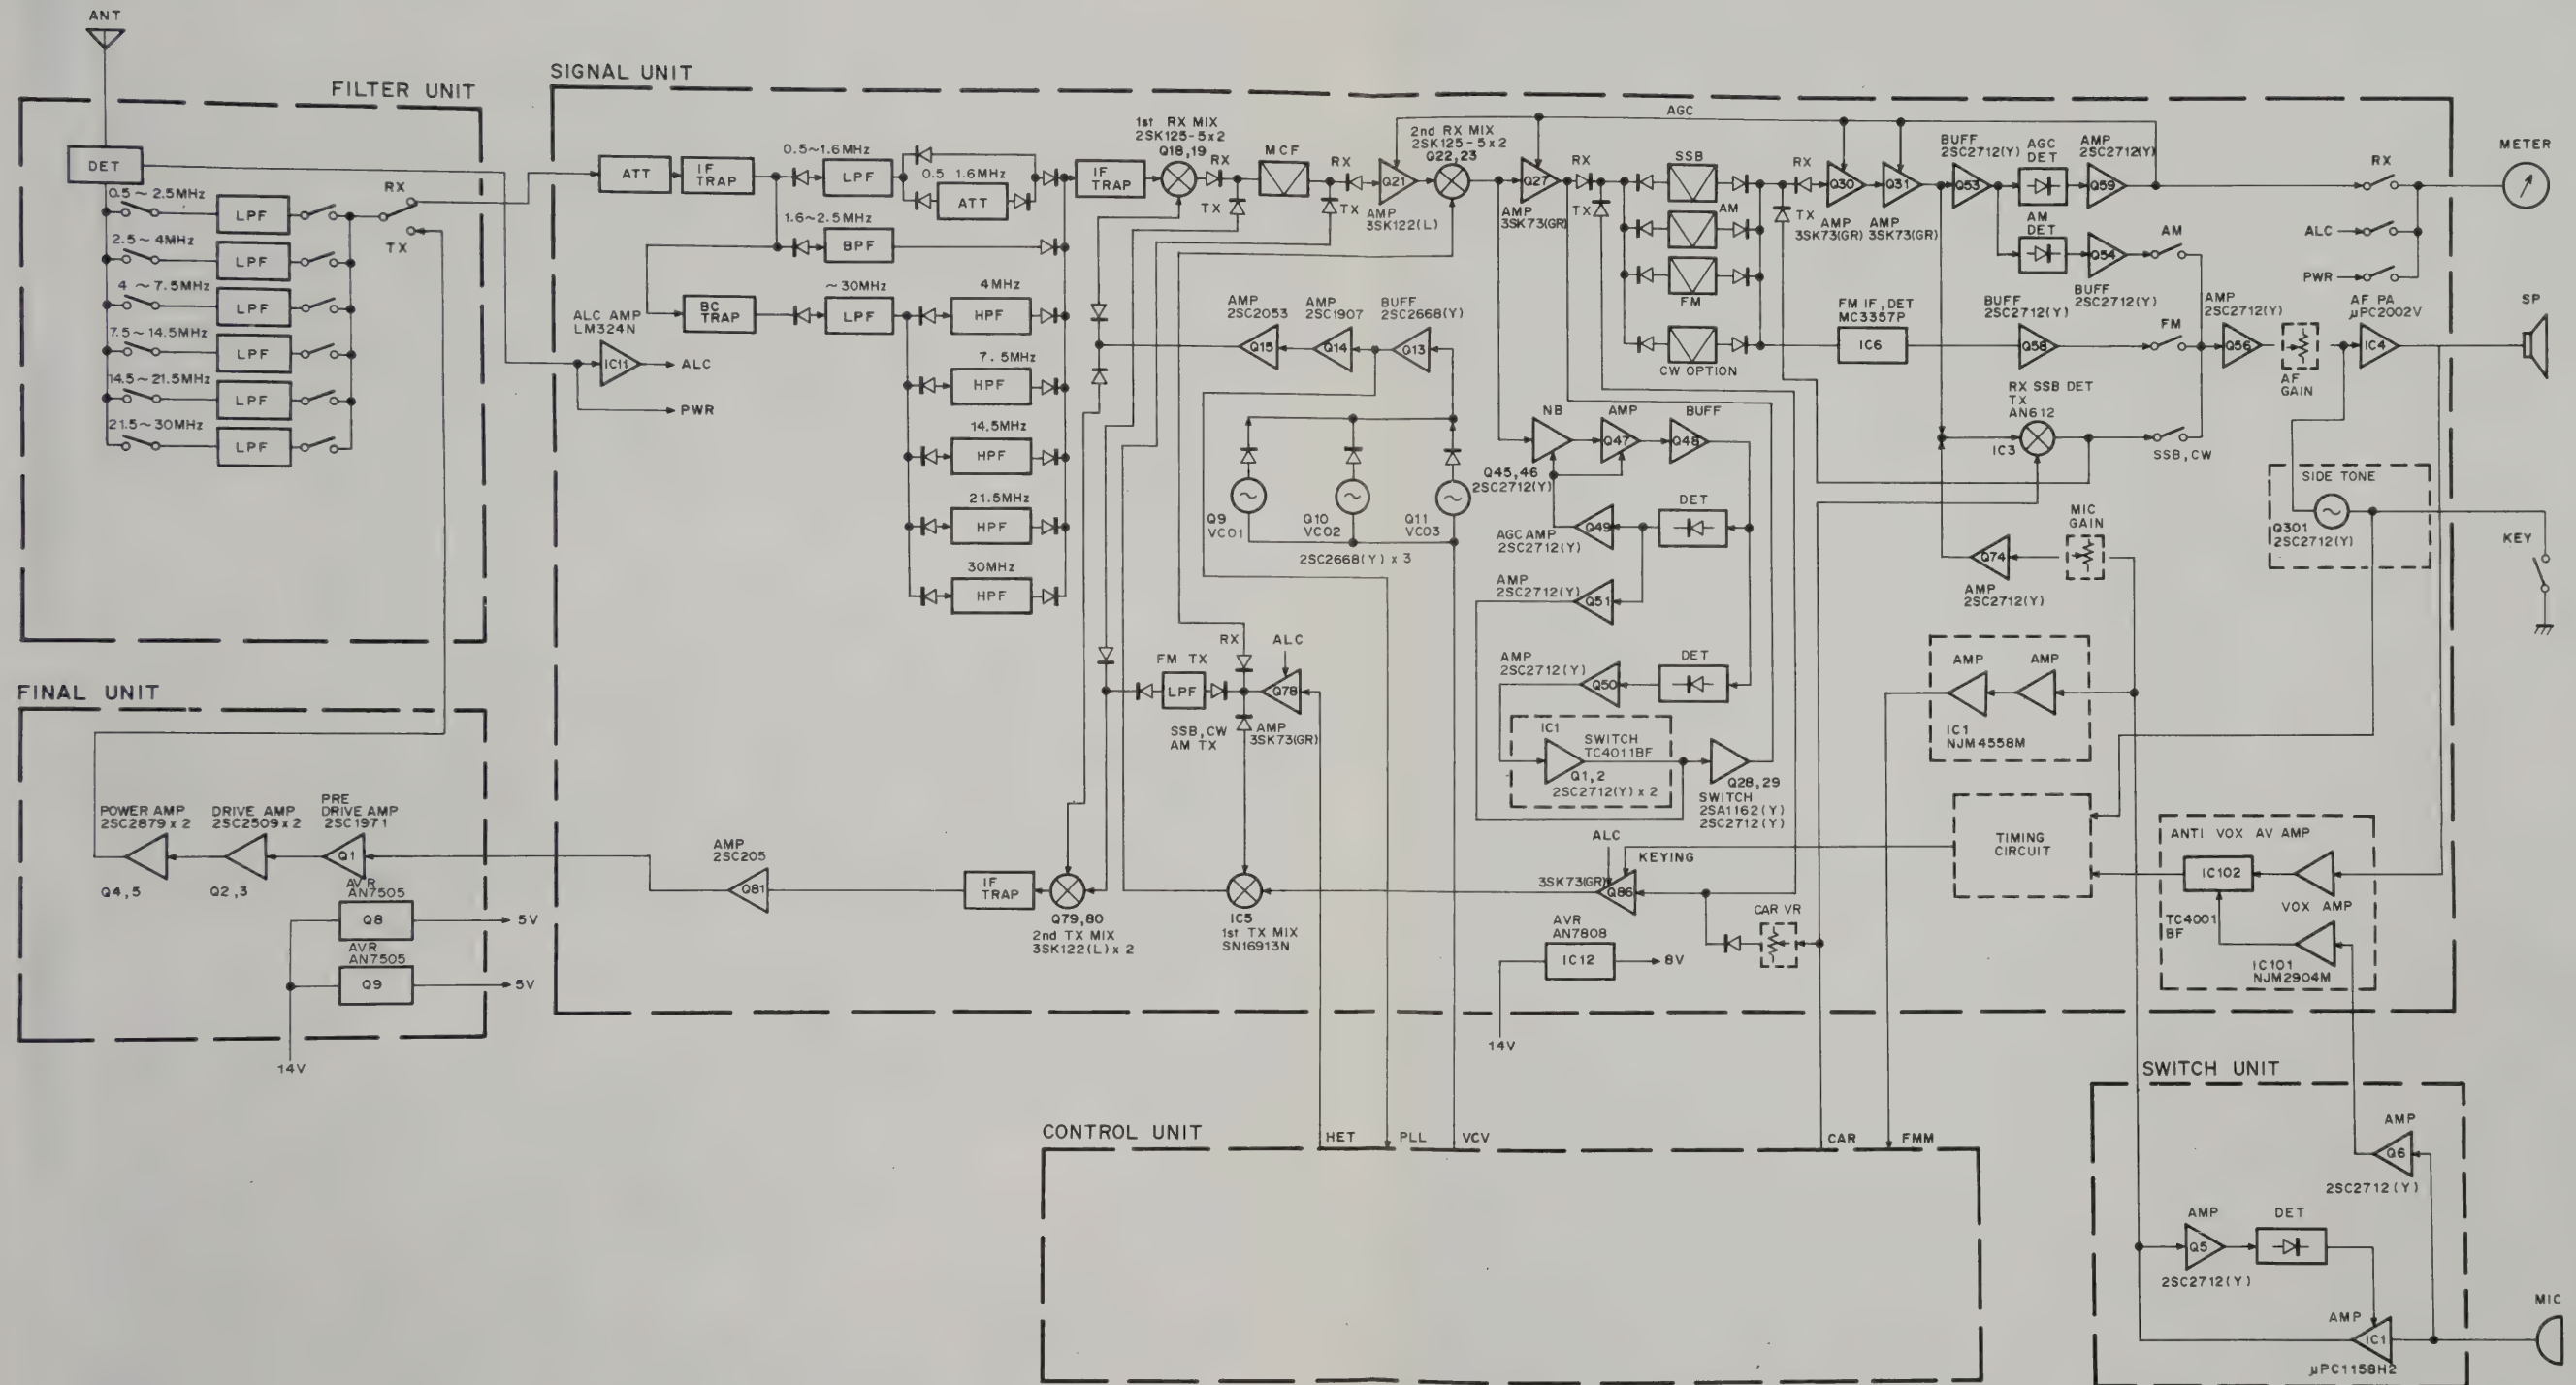 ANT
FILTER UNIT
DET
0.5~2.5MHz
LPF
2.5~4MHz
LPF
4 ~7.5MHz
LPF
7.5~14.5MHz
LPF
14.5~21.5MHz
LPF
21.5~30MHz
LPF
RX
TX
FINAL UNIT
POWER AMP
2SC2879x2
Q4,5
DRIVE AMP
2SC2509x2
Q2,3
PRE
DRIVE AMP
2SC1971
Q1
AVR
AN7505
Q8
5V
AVR
AN7505
Q9
5V
14V
SIGNAL UNIT
ATT
IF
TRAP
0.5~1.6MHz
LPF
0.5 1.6MHz
ATT
1.6~2.5MHz
BPF
BC
TRAP
~30MHz
LPF
4MHz
HPF
7.5MHz
HPF
14.5MHz
HPF
21.5MHz
HPF
30MHz
HPF
ALC AMP
LM324N
IC11
ALC
PWR
IF
TRAP
1st RX MIX
2SK125-5x2
Q18,19
RX
TX
MCF
RX
TX
Q21
AMP
3SK122(L)
2nd RX MIX
2SK125-5x2
Q22,23
AGC
Q27
AMP
3SK73(GR)
RX
TX
SSB
AM
FM
CW OPTION
RX
TX
Q30
AMP
3SK73(GR)
Q31
AMP
3SK73(GR)
BUFF
2SC2712(Y)
Q53
AGC
DET
AMP
2SC2712(Y)
Q59
AM
DET
Q54
BUFF
2SC2712(Y)
AM
RX
ALC
PWR
METER
AMP
2SC2053
Q15
AMP
2SC1907
Q14
BUFF
2SC2668(Y)
Q13
FM IF,DET
MC3357P
IC6
BUFF
2SC2712(Y)
Q58
FM
AMP
2SC2712(Y)
Q56
AF
GAIN
AF PA
μPC2002V
IC4
SP
RX SSB DET
TX
AN612
IC3
SSB,CW
Q9
VCO1
Q10
VCO2
Q11
VCO3
2SC2668(Y)x3
NB
Q45,46
2SC2712(Y)
AMP
Q47
BUFF
Q48
DET
Q49
AGC AMP
2SC2712(Y)
AMP
2SC2712(Y)
Q51
AMP
2SC2712(Y)
Q50
DET
IC1
SWITCH
TC4011BF
Q1,2
2SC2712(Y)x2
Q28,29
SWITCH
2SA1162(Y)
2SC2712(Y)
SIDE TONE
Q301
2SC2712(Y)
KEY
MIC
GAIN
Q74
AMP
2SC2712(Y)
AMP
AMP
IC1
NJM4558M
FM TX
LPF
RX
ALC
Q78
SSB,CW
AM TX
AMP
3SK73(GR)
AMP
2SC205
Q81
IF
TRAP
Q79,80
2nd TX MIX
3SK122(L)x2
IC5
1st TX MIX
SN16913N
ALC
KEYING
3SK73(GR)
Q86
CAR VR
AVR
AN7808
IC12
8V
14V
TIMING
CIRCUIT
ANTI VOX AV AMP
IC102
TC4001
BF
VOX AMP
IC101
NJM2904M
CONTROL UNIT
HET
PLL
VCV
CAR
FMM
SWITCH UNIT
AMP
Q6
2SC2712(Y)
AMP
Q5
2SC2712(Y)
DET
AMP
IC1
μPC1158H2
MIC